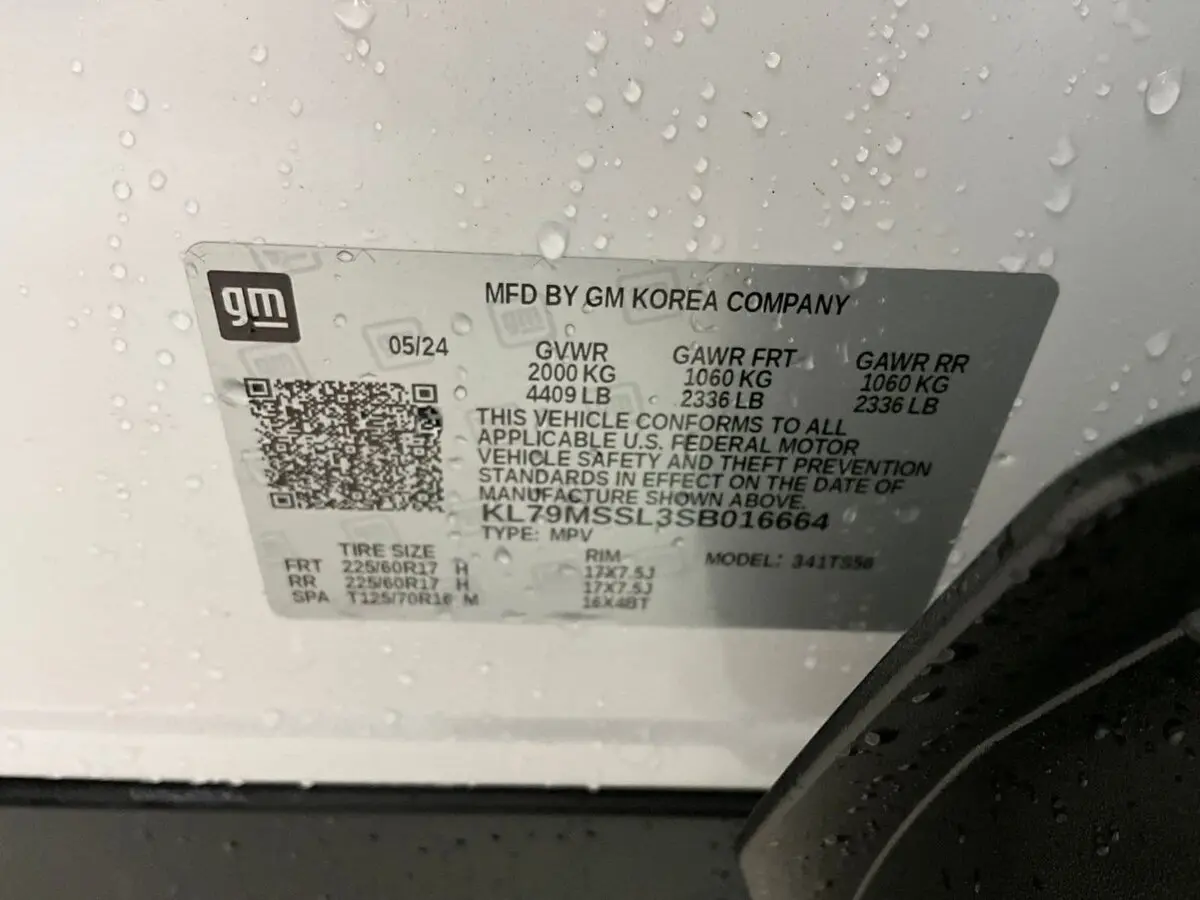 gm
MFD BY GM KOREA COMPANY
05/24
GVWR GAWR FRT GAWR RR
2000 KG 1060 KG 1060 KG
4409 LB 2336 LB 2336 LB
THIS VEHICLE CONFORMS TO ALL
APPLICABLE U.S. FEDERAL MOTOR
VEHICLE SAFETY AND THEFT PREVENTION
STANDARDS IN EFFECT ON THE DATE OF
MANUFACTURE SHOWN ABOVE.
KL79MSSL3SB016664
TYPE: MPV
TIRE SIZE RIM MODEL: 341TS56
FRT 225/60R17 H 17X7.5J
RR 225/60R17 H 17X7.5J
SPA T125/70R16 M 16X4BT